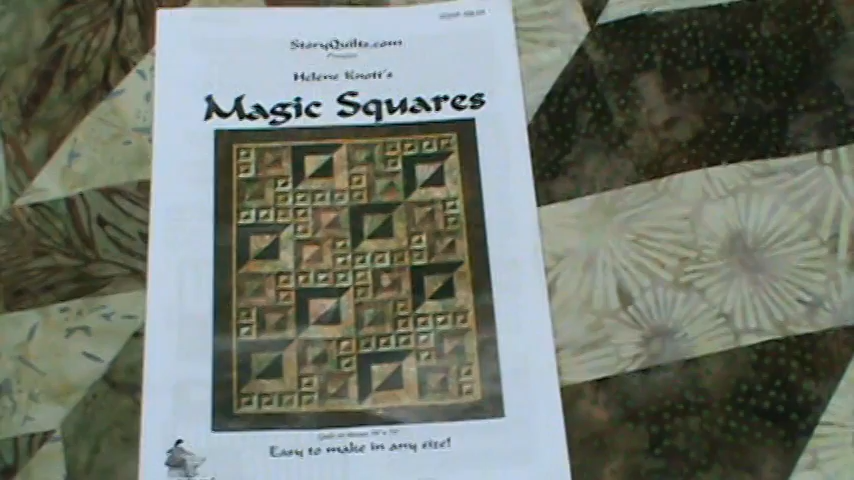 StoryQuilts.com
Presents
Helene Knott's
Magic Squares
Easy to make in any size!